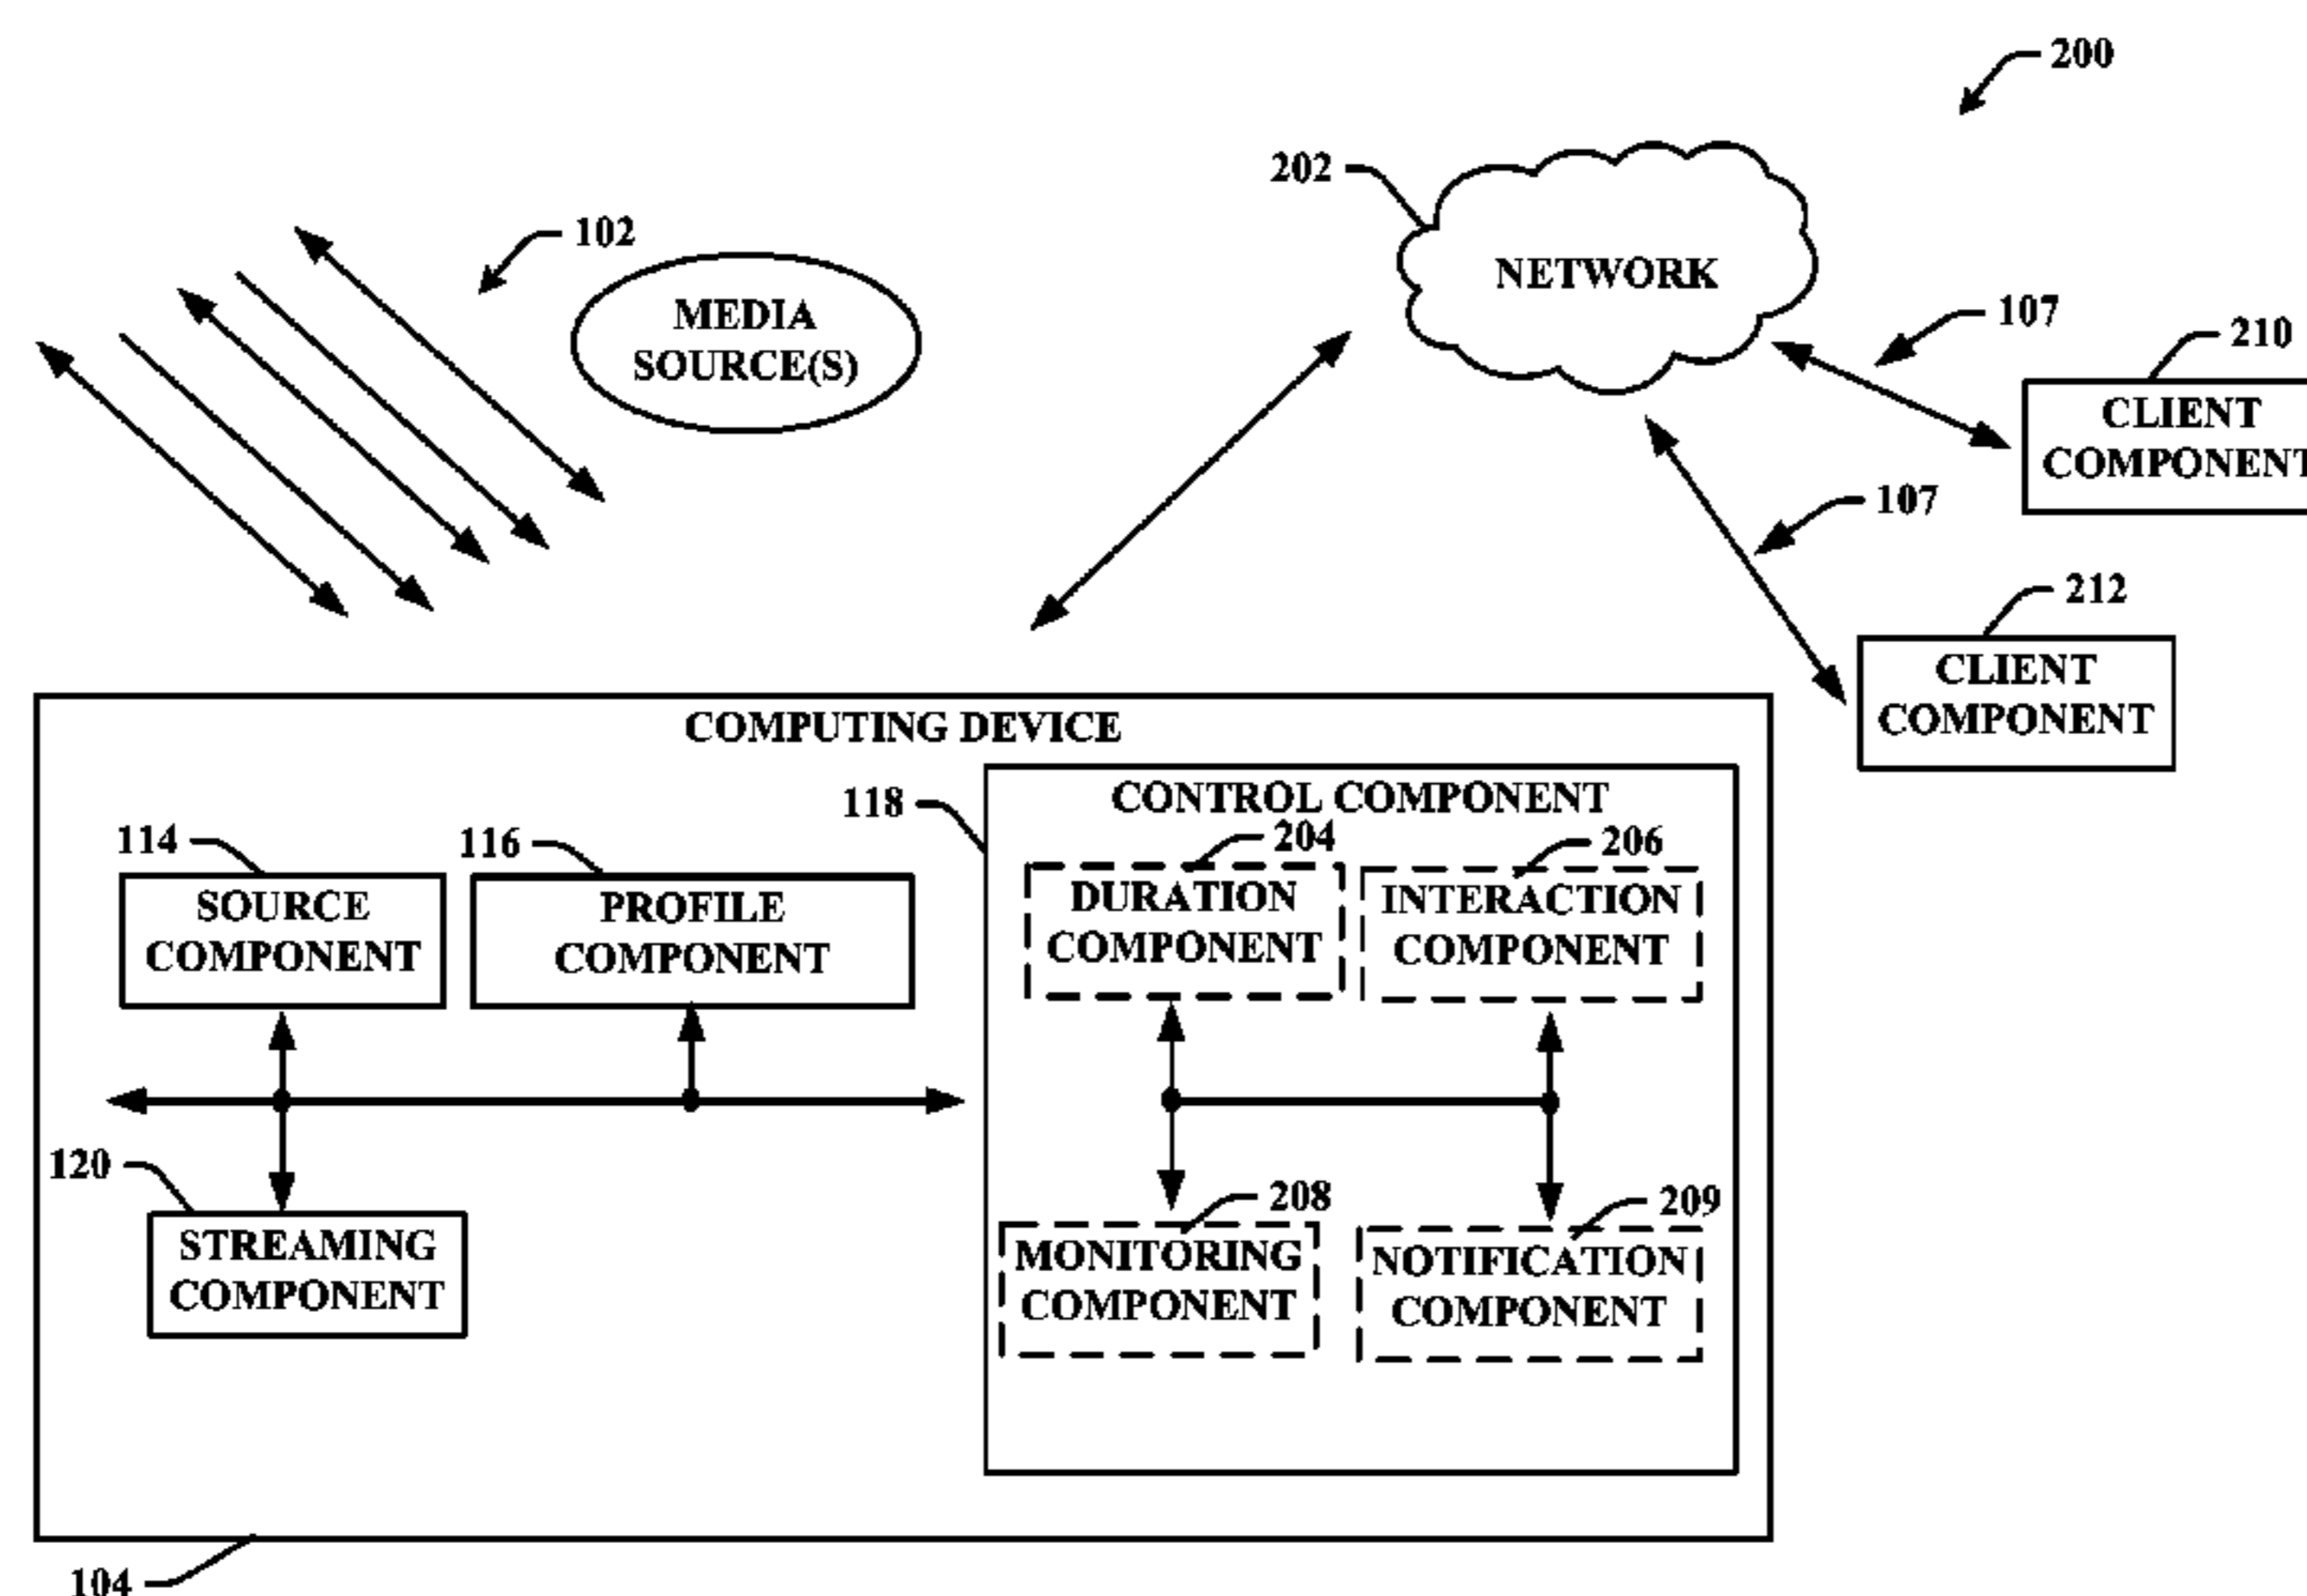 200
202
102
NETWORK
MEDIA
SOURCE(S)
107
210
CLIENT
COMPONENT
107
212
CLIENT
COMPONENT
COMPUTING DEVICE
118
CONTROL COMPONENT
114
116
204
206
SOURCE
COMPONENT
PROFILE
COMPONENT
DURATION
COMPONENT
INTERACTION
COMPONENT
120
208
209
STREAMING
COMPONENT
MONITORING
COMPONENT
NOTIFICATION
COMPONENT
104